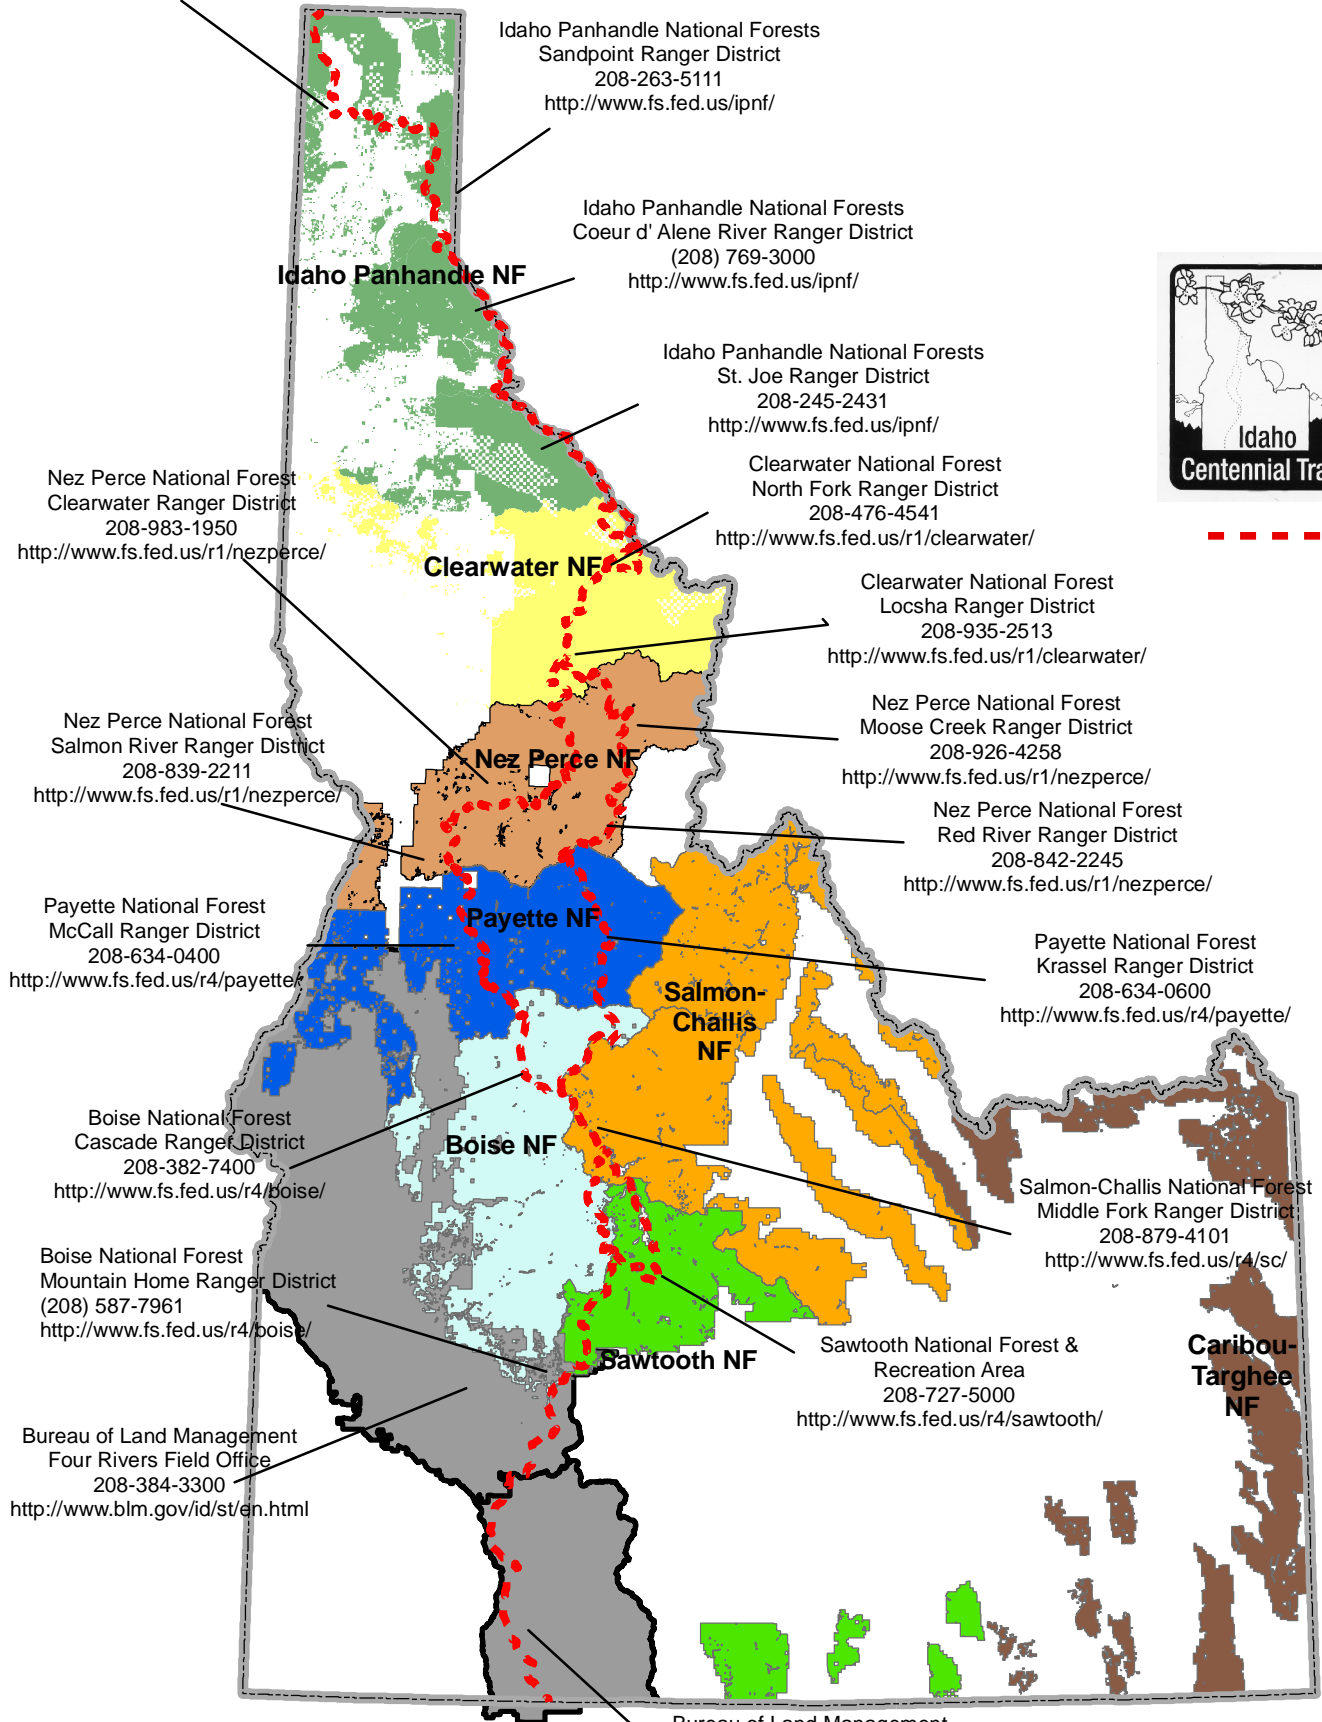 Idaho Panhandle National Forests
Sandpoint Ranger District
208-263-5111
http://www.fs.fed.us/ipnf/
Idaho Panhandle National Forests
Coeur d' Alene River Ranger District
(208) 769-3000
http://www.fs.fed.us/ipnf/
Idaho Panhandle NF
Idaho Panhandle National Forests
St. Joe Ranger District
208-245-2431
http://www.fs.fed.us/ipnf/
Idaho
Centennial Tra
Clearwater National Forest
North Fork Ranger District
208-476-4541
http://www.fs.fed.us/r1/clearwater/
Nez Perce National Forest
Clearwater Ranger District
208-983-1950
http://www.fs.fed.us/r1/nezperce/
Clearwater NF
Clearwater National Forest
Locsha Ranger District
208-935-2513
http://www.fs.fed.us/r1/clearwater/
Nez Perce National Forest
Moose Creek Ranger District
208-926-4258
http://www.fs.fed.us/r1/nezperce/
Nez Perce National Forest
Salmon River Ranger District
208-839-2211
http://www.fs.fed.us/r1/nezperce/
Nez Perce NF
Nez Perce National Forest
Red River Ranger District
208-842-2245
http://www.fs.fed.us/r1/nezperce/
Payette National Forest
McCall Ranger District
208-634-0400
http://www.fs.fed.us/r4/payette/
Payette NF
Payette National Forest
Krassel Ranger District
208-634-0600
http://www.fs.fed.us/r4/payette/
Salmon-
Challis
NF
Boise National Forest
Cascade Ranger District
208-382-7400
http://www.fs.fed.us/r4/boise/
Boise NF
Salmon-Challis National Forest
Middle Fork Ranger District
208-879-4101
http://www.fs.fed.us/r4/sc/
Boise National Forest
Mountain Home Ranger District
(208) 587-7961
http://www.fs.fed.us/r4/boise/
Sawtooth NF
Sawtooth National Forest &
Recreation Area
208-727-5000
http://www.fs.fed.us/r4/sawtooth/
Caribou-
Targhee
NF
Bureau of Land Management
Four Rivers Field Office
208-384-3300
http://www.blm.gov/id/st/en.html
Bureau of Land Management